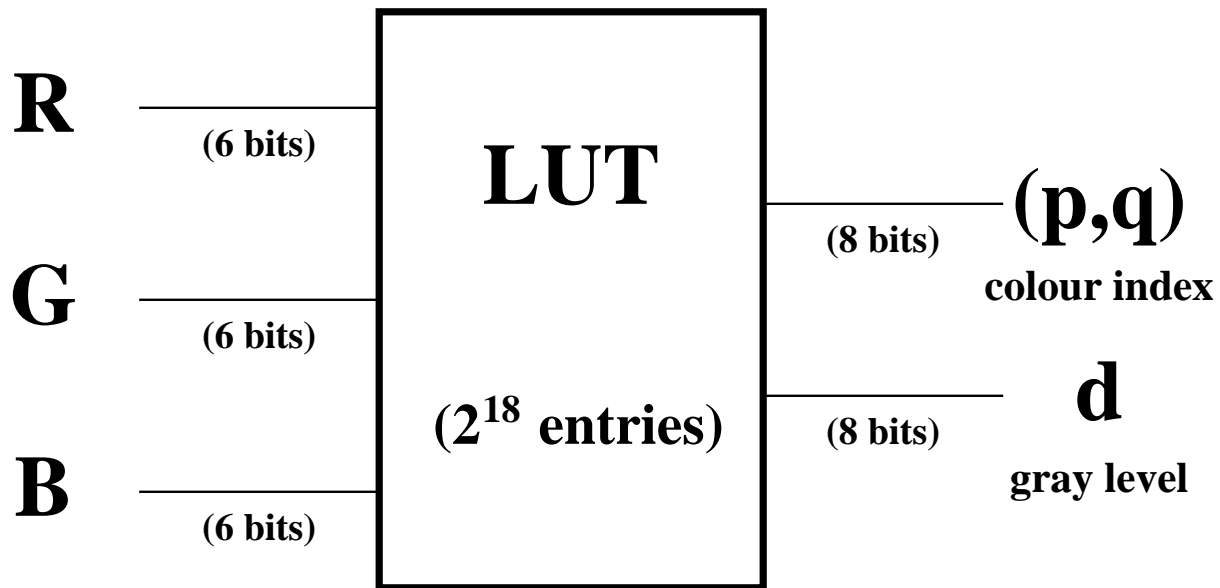 R
(6 bits)
G
(6 bits)
B
(6 bits)
LUT
(2¹⁸ entries)
(p,q)
(8 bits)
colour index
d
(8 bits)
gray level